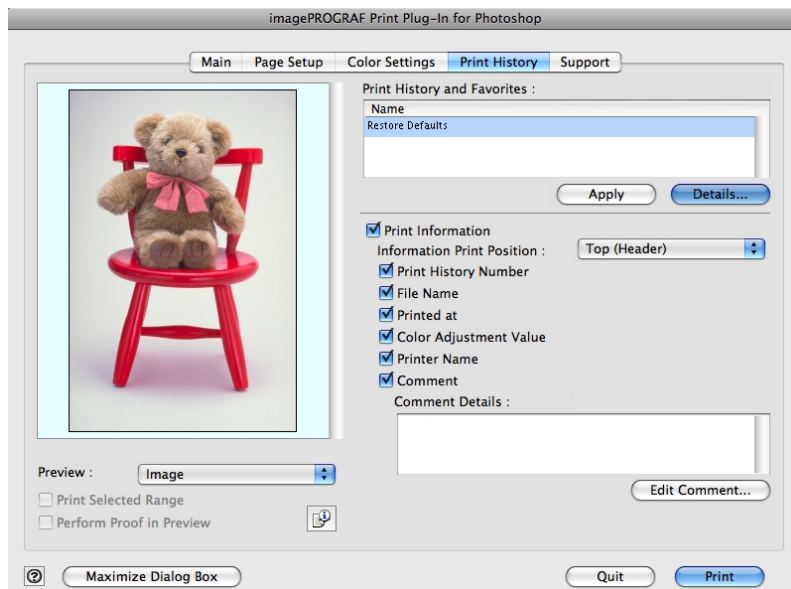 imagePROGRAF Print Plug-In for Photoshop
Main Page Setup Color Settings Print History Support
Print History and Favorites :
Name
Restore Defaults
Apply Details...
Print Information
Information Print Position : Top (Header)
Print History Number
File Name
Printed at
Color Adjustment Value
Printer Name
Comment
Comment Details :
Edit Comment...
Preview : Image
Print Selected Range
Perform Proof in Preview
? Maximize Dialog Box Quit Print